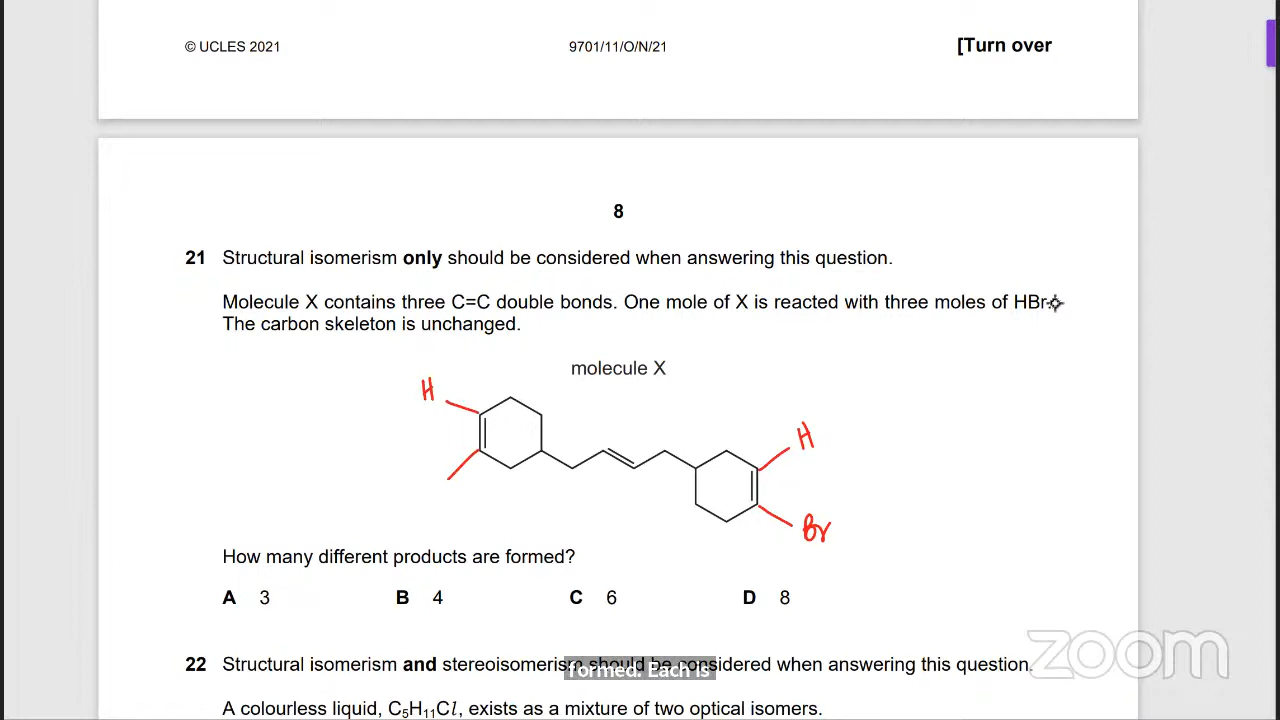 © UCLES 2021 9701/11/O/N/21 [Turn over
8
21 Structural isomerism only should be considered when answering this question.
Molecule X contains three C=C double bonds. One mole of X is reacted with three moles of HBr.
The carbon skeleton is unchanged.
molecule X
H
H
Br
How many different products are formed?
A 3 B 4 C 6 D 8
22 Structural isomerism and stereoisomerism should be considered when answering this question.
formed. Each is
zoom
A colourless liquid, C₅H₁₁Cl, exists as a mixture of two optical isomers.